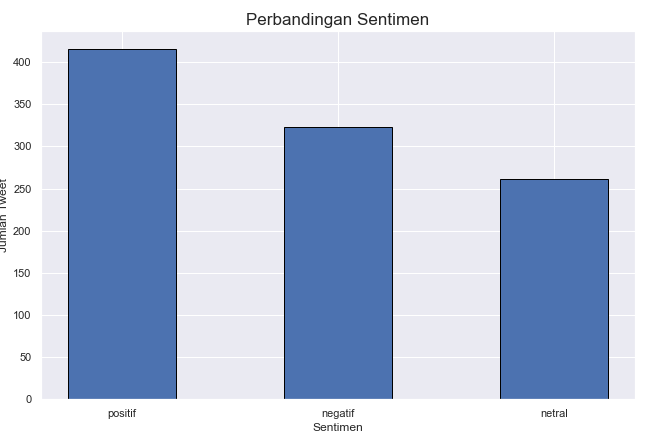 Perbandingan Sentimen
400
350
300
250
200
150
100
50
0
Jumlah Tweet
positif
negatif
netral
Sentimen